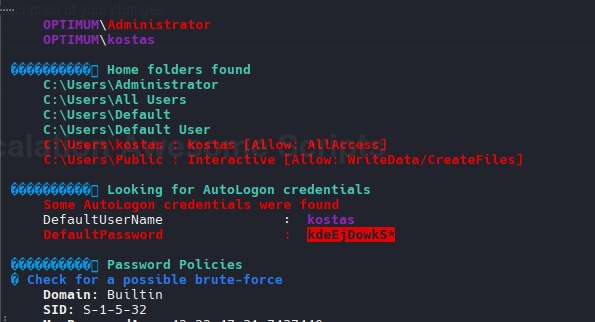 OPTIMUM\Administrator
OPTIMUM\kostas
Home folders found
C:\Users\Administrator
C:\Users\All Users
C:\Users\Default
C:\Users\Default User
C:\Users\kostas : kostas [Allow: AllAccess]
C:\Users\Public : Interactive [Allow: WriteData/CreateFiles]
Looking for AutoLogon credentials
Some AutoLogon credentials were found
DefaultUserName : kostas
DefaultPassword : kdeEjDowkS*
Password Policies
Check for a possible brute-force
Domain: Builtin
SID: S-1-5-32